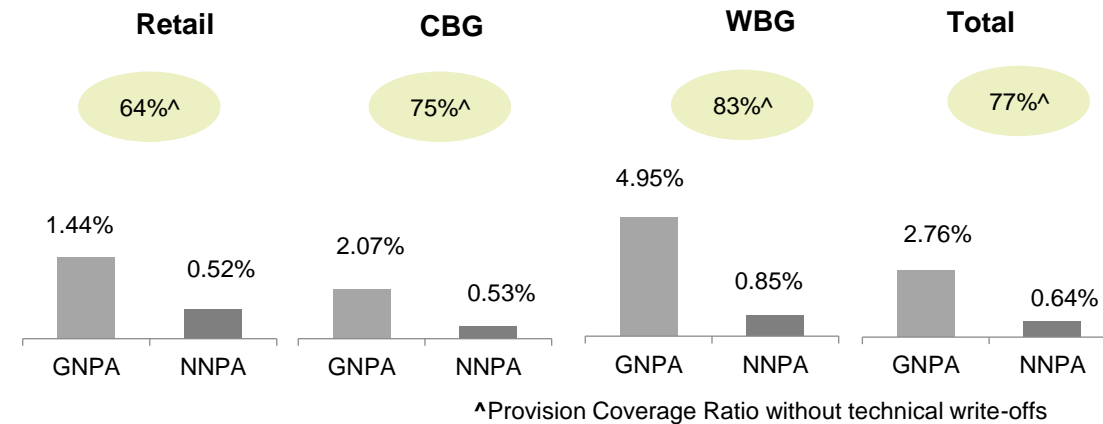 Retail CBG WBG Total
64%^ 75%^ 83%^ 77%^
1.44% 0.52% 2.07% 0.53% 4.95% 0.85% 2.76% 0.64%
GNPA NNPA GNPA NNPA GNPA NNPA GNPA NNPA
^Provision Coverage Ratio without technical write-offs